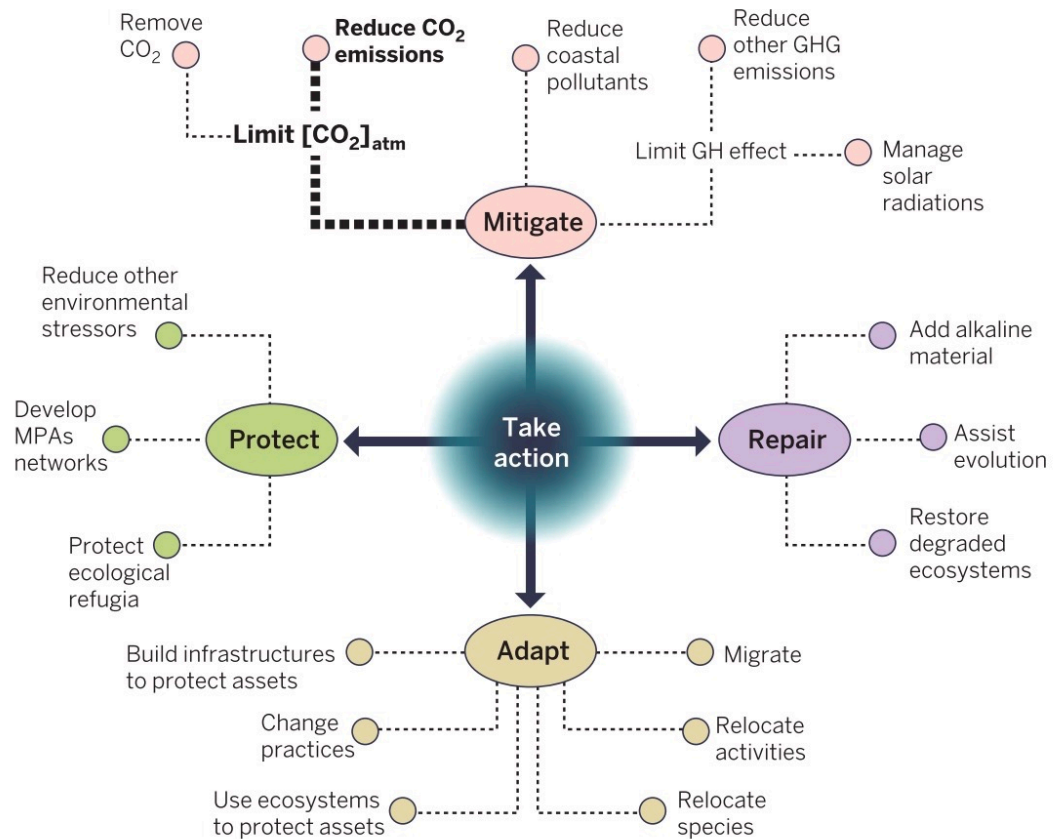 Remove
CO₂
Reduce CO₂
emissions
Reduce
coastal
pollutants
Reduce
other GHG
emissions
Limit [CO₂]atm
Limit GH effect
Manage
solar
radiations
Mitigate
Reduce other
environmental
stressors
Develop
MPAs
networks
Protect
ecological
refugia
Protect
Take
action
Repair
Add alkaline
material
Assist
evolution
Restore
degraded
ecosystems
Adapt
Build infrastructures
to protect assets
Change
practices
Use ecosystems
to protect assets
Migrate
Relocate
activities
Relocate
species